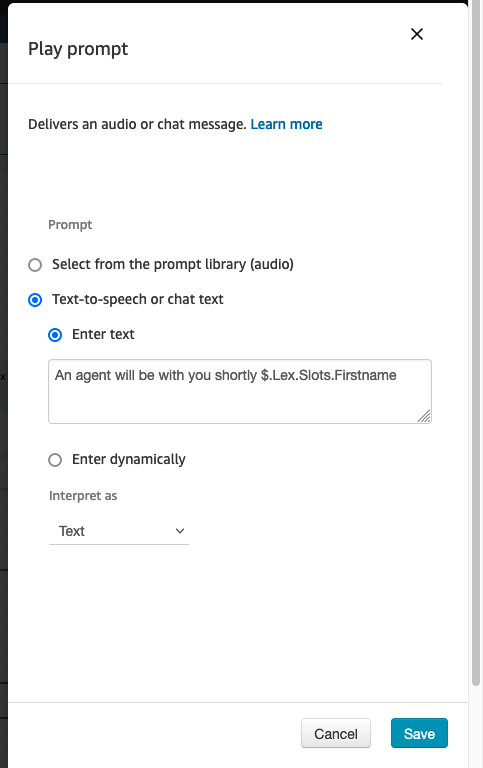 Play prompt
Delivers an audio or chat message. Learn more
Prompt
Select from the prompt library (audio)
Text-to-speech or chat text
Enter text
An agent will be with you shortly $.Lex.Slots.Firstname
Enter dynamically
Interpret as
Text
Cancel Save